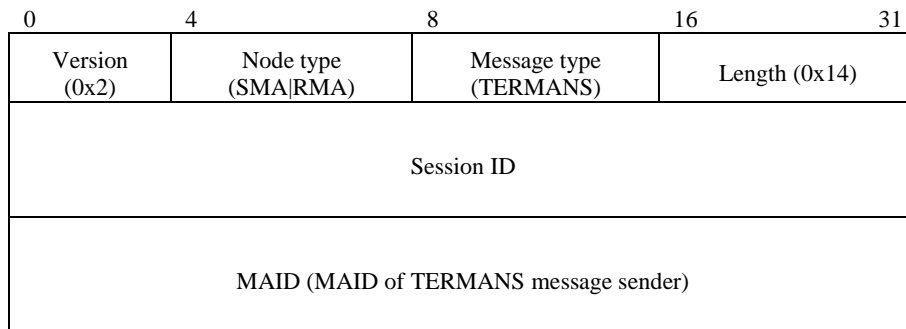 0 4 8 16 31
Version (0x2) Node type (SMA|RMA) Message type (TERMANS) Length (0x14)
Session ID
MAID (MAID of TERMANS message sender)